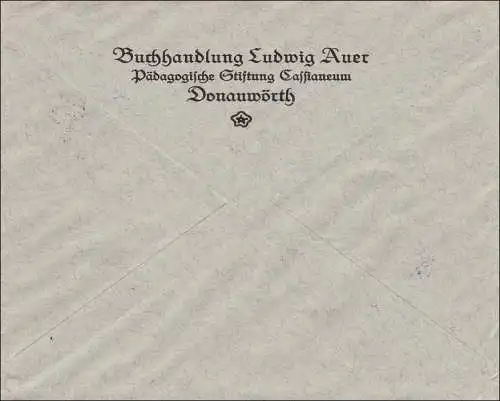 Buchhandlung Ludwig Auer
Pädagogische Stiftung Cassianeum
Donauwörth